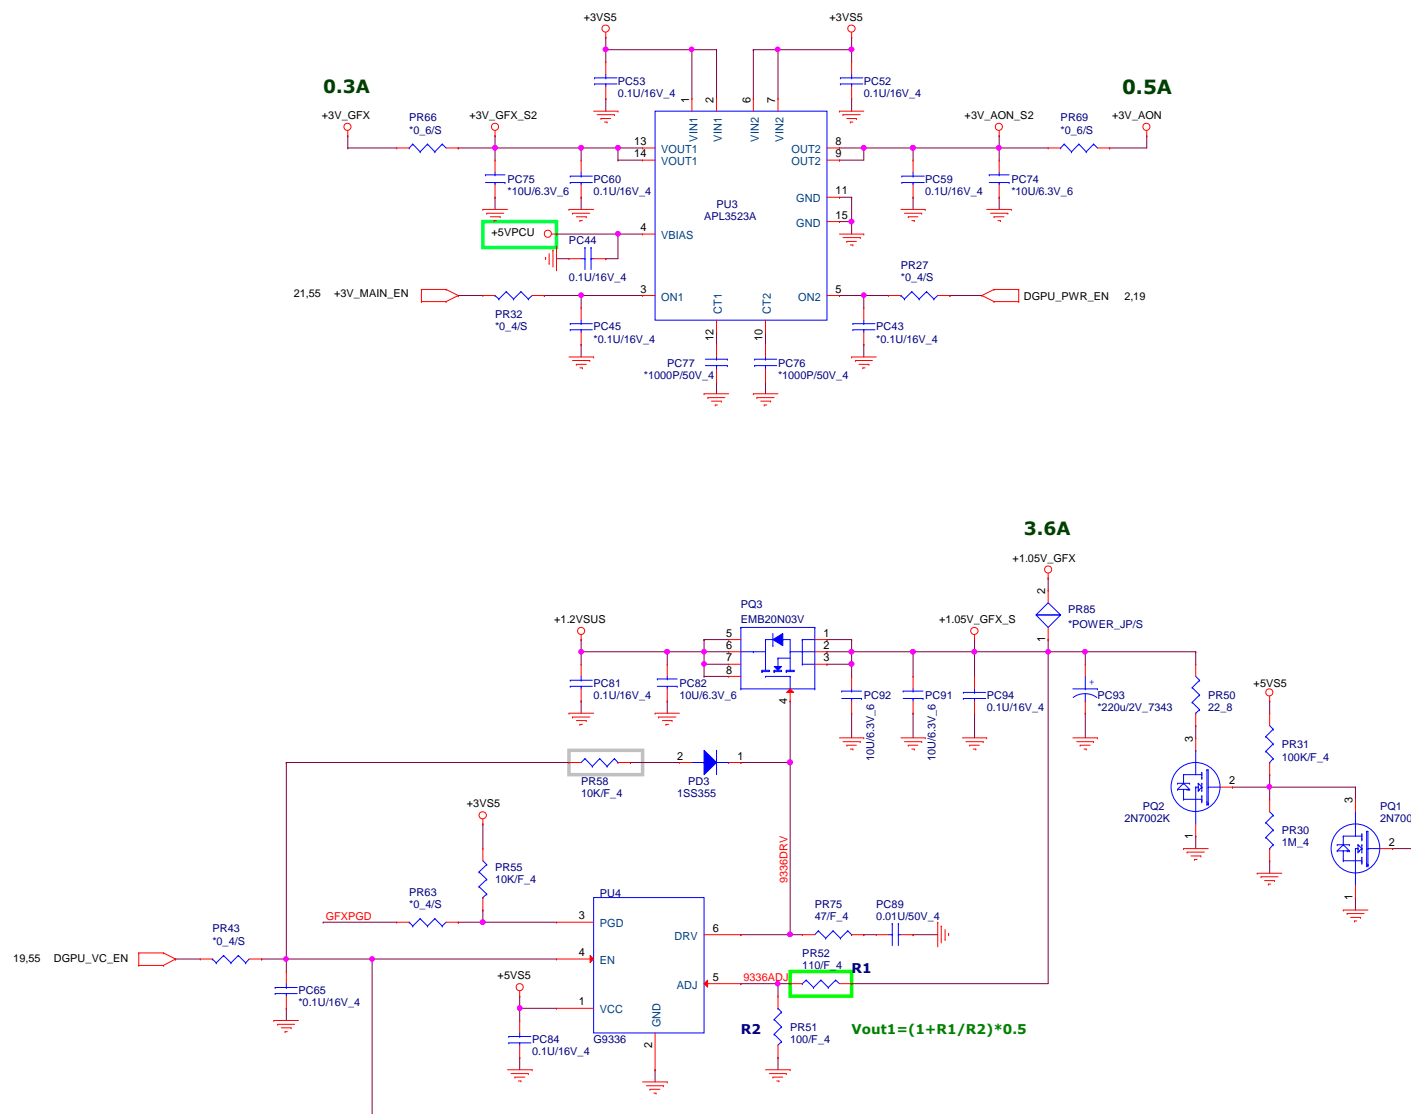 +3VS5
+3VS5
0.3A
PC53
0.1U/16V_4
PC52
0.1U/16V_4
0.5A
+3V_GFX
PR66
*0_6/S
+3V_GFX_S2
1
2
6
7
VIN1
VIN1
VIN2
VIN2
+3V_AON_S2
PR69
*0_6/S
+3V_AON
13
14
VOUT1
VOUT1
OUT2
OUT2
8
9
PC75
*10U/6.3V_6
PC60
0.1U/16V_4
PC59
0.1U/16V_4
PC74
*10U/6.3V_6
PU3
APL3523A
GND
11
GND
15
+5VPCU
4
VBIAS
PC44
0.1U/16V_4
21,55
+3V_MAIN_EN
PR32
*0_4/S
3
ON1
CT1
CT2
ON2
5
PR27
*0_4/S
DGPU_PWR_EN
2,19
PC45
*0.1U/16V_4
12
10
PC43
*0.1U/16V_4
PC77
*1000P/50V_4
PC76
*1000P/50V_4
3.6A
+1.05V_GFX
2
PR85
*POWER_JP/S
1
+1.2VSUS
PQ3
EMB20N03V
5
6
7
8
1
2
3
4
+1.05V_GFX_S
PC81
0.1U/16V_4
PC82
10U/6.3V_6
PC92
10U/6.3V_6
PC91
10U/6.3V_6
PC94
0.1U/16V_4
+
PC93
*220u/2V_7343
PR50
22_8
+5VS5
PR31
100K/F_4
PR58
10K/F_4
2
PD3
1SS355
1
3
PQ2
2N7002K
2
1
PR30
1M_4
3
PQ1
2N700
2
1
+3VS5
PR55
10K/F_4
9336DRV
GFXPGD
PR63
*0_4/S
PU4
3
PGD
DRV
6
PR75
47/F_4
PC89
0.01U/50V_4
19,55
DGPU_VC_EN
PR43
*0_4/S
4
EN
PC65
*0.1U/16V_4
+5VS5
ADJ
5
9336ADJ
PR52
110/F_4
R1
1
VCC
GND
G9336
2
PC84
0.1U/16V_4
R2
PR51
100/F_4
Vout1=(1+R1/R2)*0.5